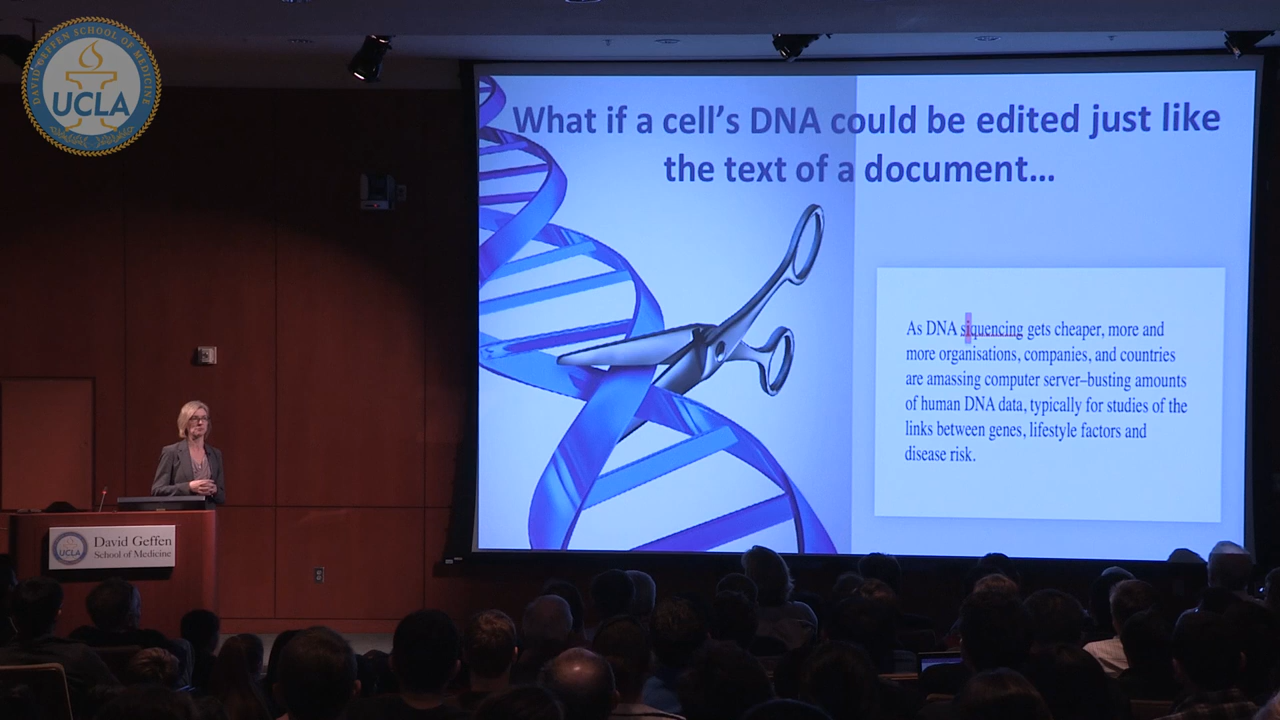 DAVID GEFFEN SCHOOL OF MEDICINE
UCLA
What if a cell's DNA could be edited just like
the text of a document...
As DNA siquencing gets cheaper, more and
more organisations, companies, and countries
are amassing computer server–busting amounts
of human DNA data, typically for studies of the
links between genes, lifestyle factors and
disease risk.
UCLA
David Geffen
School of Medicine